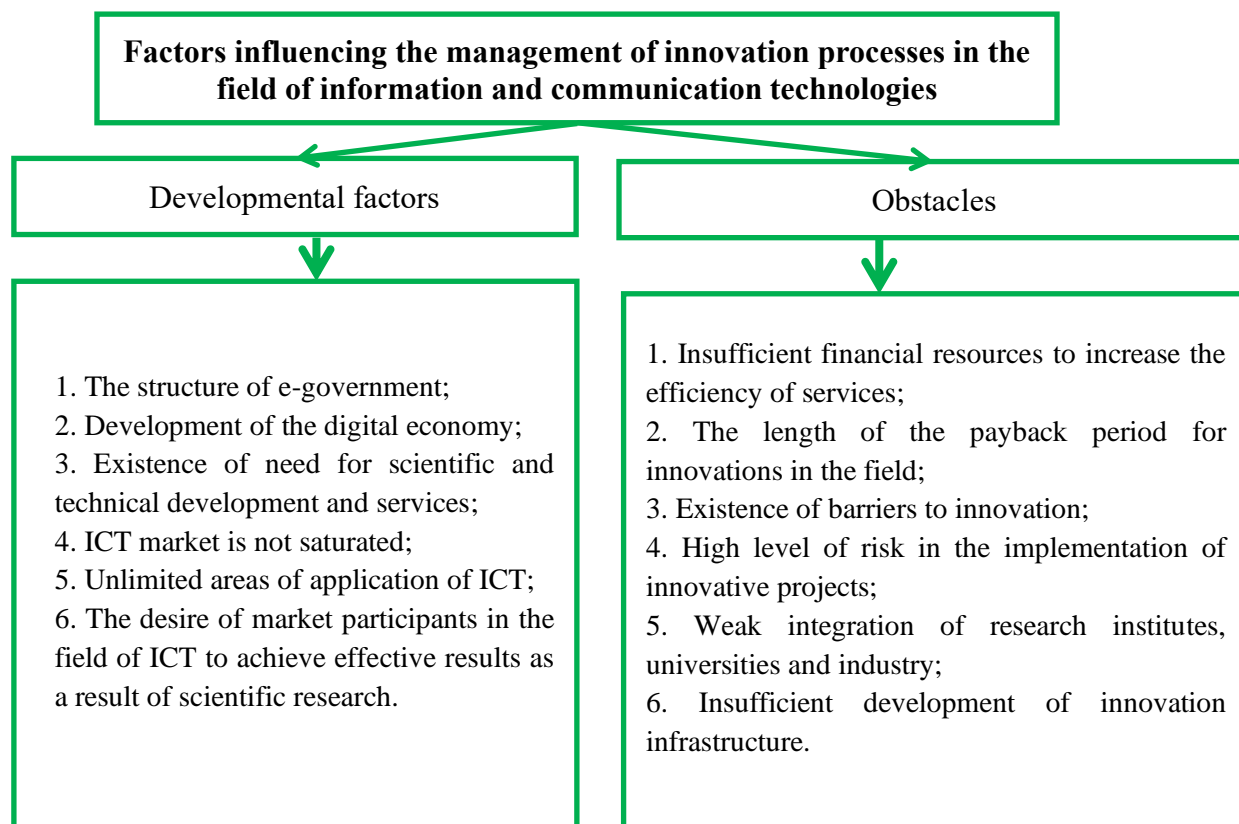 Factors influencing the management of innovation processes in the
field of information and communication technologies
Developmental factors
Obstacles
1. The structure of e-government;
2. Development of the digital economy;
3. Existence of need for scientific and
technical development and services;
4. ICT market is not saturated;
5. Unlimited areas of application of ICT;
6. The desire of market participants in the
field of ICT to achieve effective results as
a result of scientific research.
1. Insufficient financial resources to increase the
efficiency of services;
2. The length of the payback period for
innovations in the field;
3. Existence of barriers to innovation;
4. High level of risk in the implementation of
innovative projects;
5. Weak integration of research institutes,
universities and industry;
6. Insufficient development of innovation
infrastructure.